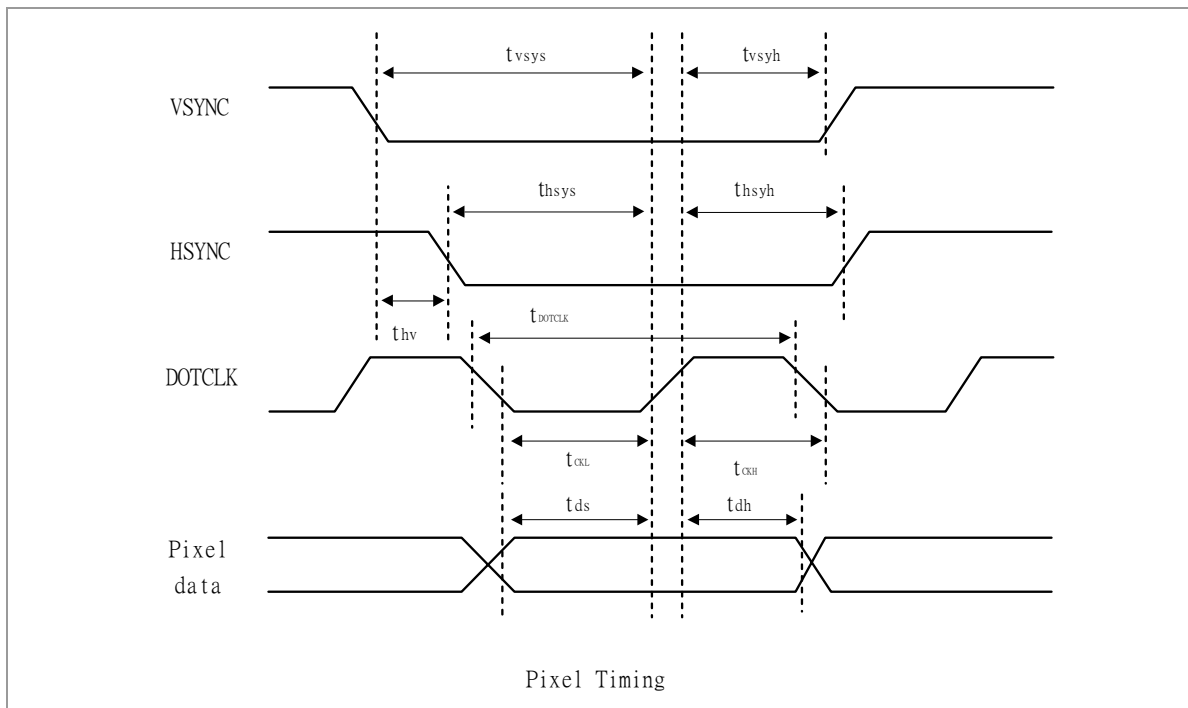 tvsys
tvsyh
VSYNC
thsys
thsyh
HSYNC
thv
tDOTCLK
DOTCLK
tCKL
tCKH
tds
tdh
Pixel
data
Pixel Timing